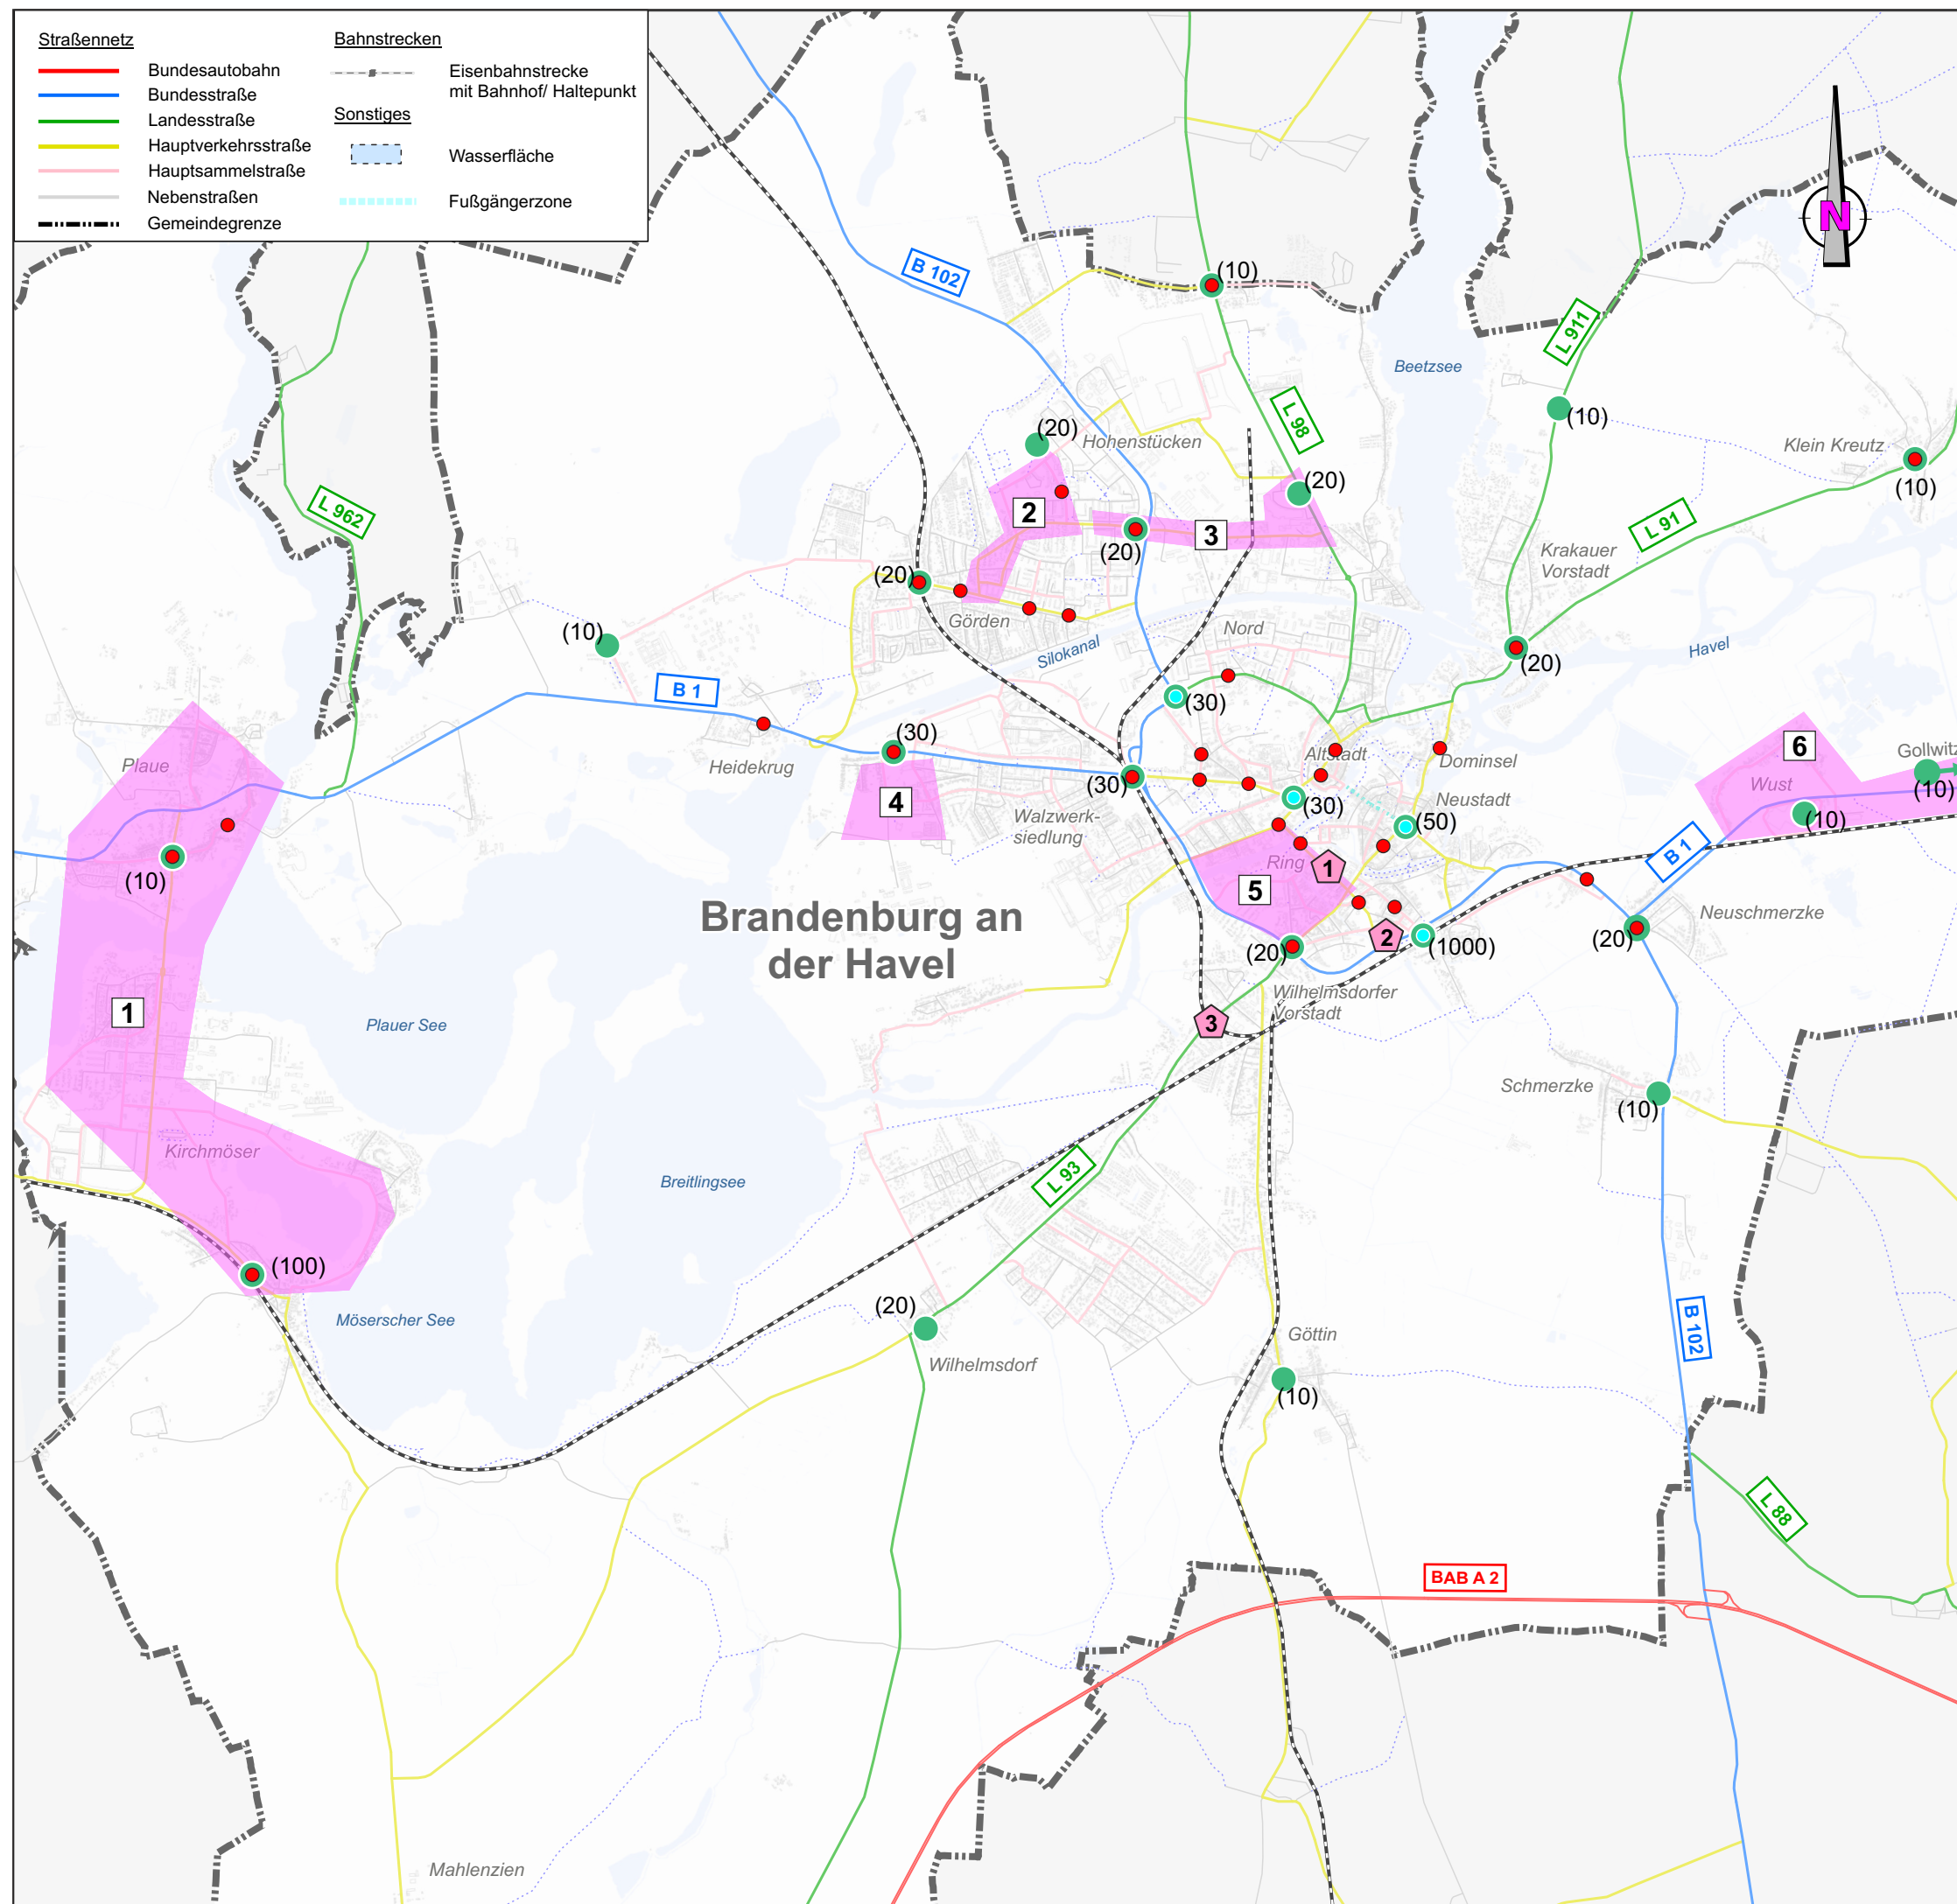 Straßennetz
Bundesautobahn
Bundesstraße
Landesstraße
Hauptverkehrsstraße
Hauptsammelstraße
Nebenstraßen
Gemeindegrenze
Bahnstrecken
Eisenbahnstrecke
mit Bahnhof/ Haltepunkt
Sonstiges
Wasserfläche
Fußgängerzone
N
B 102
(10)
L 911
Beetzsee
L 98
(10)
(20)
Hohenstücken
Klein Kreutz
(20)
(10)
L 962
2
3
(20)
L 91
Krakauer
Vorstadt
(20)
Görden
(10)
Nord
Silokanal
Havel
(20)
B 1
(30)
(30)
Plaue
Heidekrug
Altstadt
Dominsel
6
Gollwitz
Wust
(10)
(30)
4
(30)
Neustadt
(50)
(10)
Walzwerk-
siedlung
B 1
Ring
1
5
(10)
Brandenburg an
der Havel
Neuschmerzke
2
(20)
(1000)
(20)
Wilhelmsdorfer
Vorstadt
1
Plauer See
3
Schmerzke
(10)
Kirchmöser
L 93
Breitlingsee
(100)
(20)
Möserscher See
B 102
Göttin
Wilhelmsdorf
(10)
L 88
BAB A 2
Mahlenzien